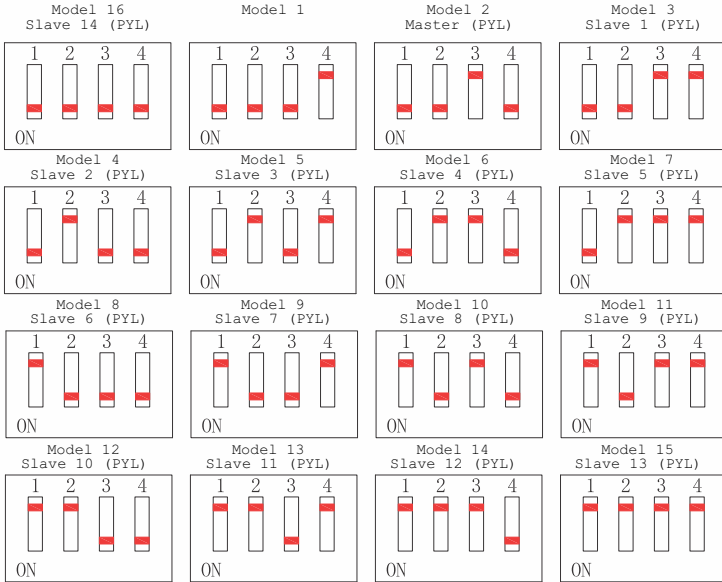 Model 16
Slave 14 (PYL)
1 2 3 4
ON
Model 1
1 2 3 4
ON
Model 2
Master (PYL)
1 2 3 4
ON
Model 3
Slave 1 (PYL)
1 2 3 4
ON
Model 4
Slave 2 (PYL)
1 2 3 4
ON
Model 5
Slave 3 (PYL)
1 2 3 4
ON
Model 6
Slave 4 (PYL)
1 2 3 4
ON
Model 7
Slave 5 (PYL)
1 2 3 4
ON
Model 8
Slave 6 (PYL)
1 2 3 4
ON
Model 9
Slave 7 (PYL)
1 2 3 4
ON
Model 10
Slave 8 (PYL)
1 2 3 4
ON
Model 11
Slave 9 (PYL)
1 2 3 4
ON
Model 12
Slave 10 (PYL)
1 2 3 4
ON
Model 13
Slave 11 (PYL)
1 2 3 4
ON
Model 14
Slave 12 (PYL)
1 2 3 4
ON
Model 15
Slave 13 (PYL)
1 2 3 4
ON